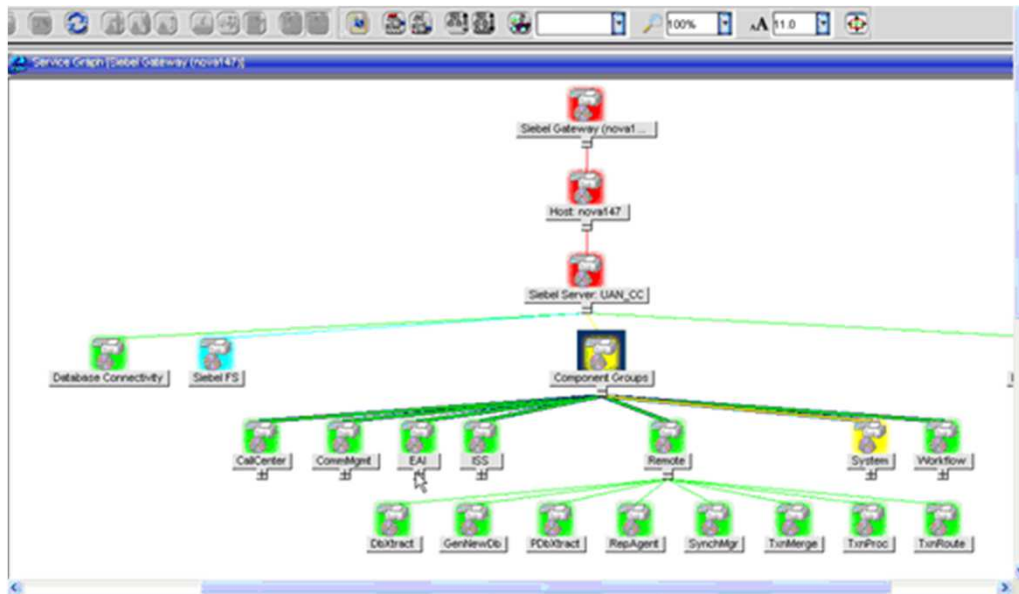 100%
AA 11.0
Service Graph [Siebel Gateway (nova147)]
Siebel Gateway (nova1...
Host: nova147
Siebel Server: UAN_CC
Database Connectivity
Siebel FS
Component Groups
CallCenter
CommMgmt
EAI
ISS
Remote
System
Workflow
DbXtract
GenNewDb
PDbXtract
RepAgent
SynchMgr
TxnMerge
TxnProc
TxnRoute